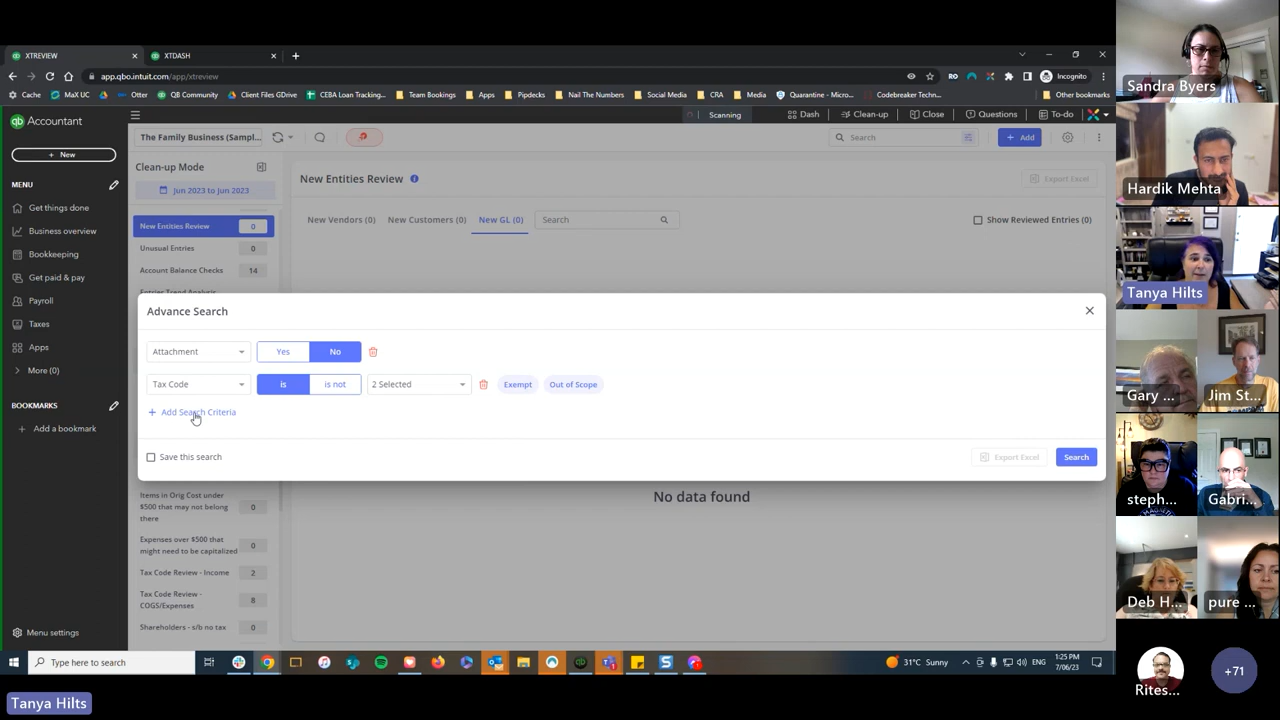 XTREVIEW
XTDASH
app.qbo.intuit.com/app/xtreview
Incognito
Cache
MaX UC
Otter
QB Community
Client Files GDrive
CEBA Loan Tracking...
Team Bookings
Apps
Pipdecks
Nail The Numbers
Social Media
CRA
Media
Quarantine - Micro...
Codebreaker Techn...
Other bookmarks
qb Accountant
Scanning
Dash
Clean-up
Close
Questions
To-do
The Family Business (Sampl...
Search
Add
+ New
Clean-up Mode
Jun 2023 to Jun 2023
New Entities Review
Export Excel
MENU
Get things done
Business overview
Bookkeeping
Get paid & pay
Payroll
Taxes
Apps
More (0)
BOOKMARKS
Add a bookmark
Menu settings
New Entities Review 0
Unusual Entries 0
Account Balance Checks 14
Entries Trend Analysis
New Vendors (0)
New Customers (0)
New GL (0)
Search
Show Reviewed Entries (0)
Advance Search
Attachment
Yes
No
Tax Code
is
is not
2 Selected
Exempt
Out of Scope
+ Add Search Criteria
Save this search
Export Excel
Search
No data found
Items in Orig Cost under
$500 that may not belong
there
0
Expenses over $500 that
might need to be capitalized
0
Tax Code Review - Income 2
Tax Code Review -
COGS/Expenses
8
Shareholders - s/b no tax 0
Type here to search
31°C Sunny
ENG
1:25 PM
7/06/23
Tanya Hilts
Sandra Byers
Hardik Mehta
Tanya Hilts
Gary ...
Jim St...
steph...
Gabri...
Deb H...
pure ...
Rites...
+71